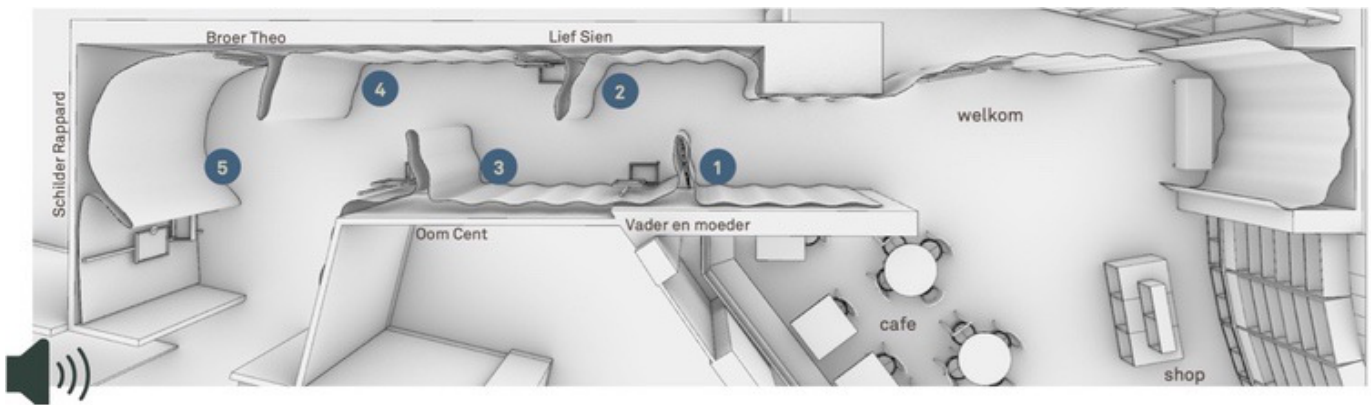 Broer Theo
Lief Sien
4
2
welkom
Schilder Rappard
5
3
1
Oom Cent
Vader en moeder
cafe
shop